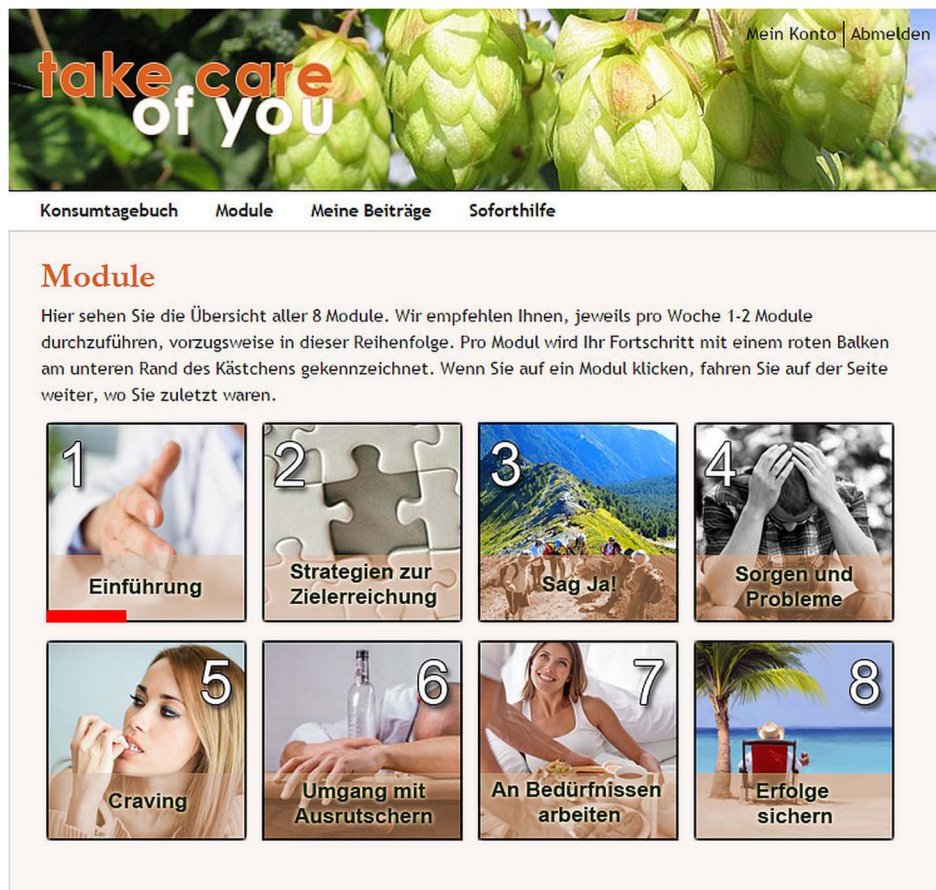 Mein Konto | Abmelden
take care
of you
Konsumtagebuch Module Meine Beiträge Soforthilfe
Module
Hier sehen Sie die Übersicht aller 8 Module. Wir empfehlen Ihnen, jeweils pro Woche 1-2 Module
durchzuführen, vorzugsweise in dieser Reihenfolge. Pro Modul wird Ihr Fortschritt mit einem roten Balken
am unteren Rand des Kästchens gekennzeichnet. Wenn Sie auf ein Modul klicken, fahren Sie auf der Seite
weiter, wo Sie zuletzt waren.
1
Einführung
2
Strategien zur
Zielerreichung
3
Sag Ja!
4
Sorgen und
Probleme
5
Craving
6
Umgang mit
Ausrutschern
7
An Bedürfnissen
arbeiten
8
Erfolge
sichern